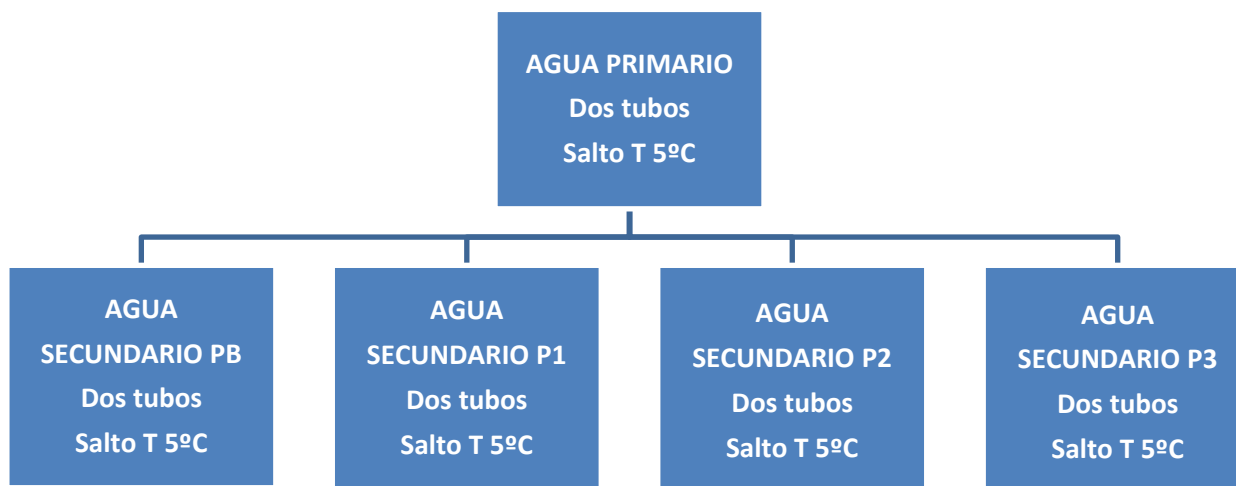 AGUA PRIMARIO
Dos tubos
Salto T 5ºC
AGUA
SECUNDARIO PB
Dos tubos
Salto T 5ºC
AGUA
SECUNDARIO P1
Dos tubos
Salto T 5ºC
AGUA
SECUNDARIO P2
Dos tubos
Salto T 5ºC
AGUA
SECUNDARIO P3
Dos tubos
Salto T 5ºC